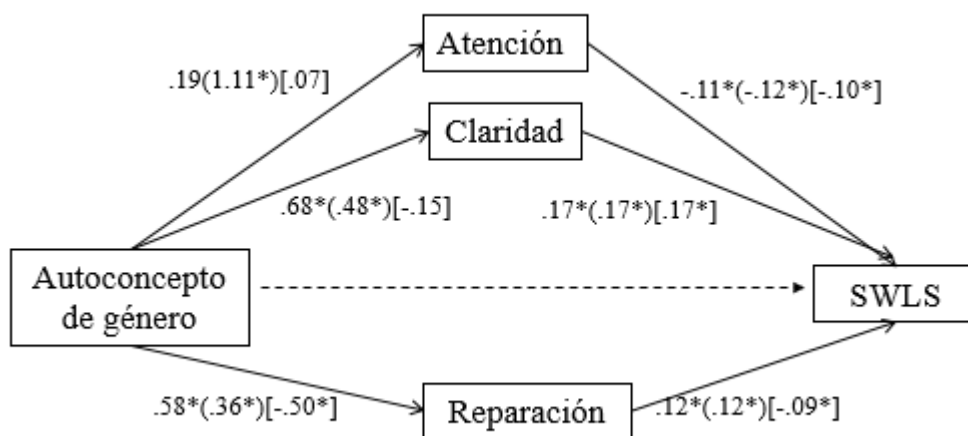 Atención
.19(1.11*)[.07]
-.11*(-.12*)[-.10*]
Claridad
.68*(.48*)[-.15]
.17*(.17*)[.17*]
Autoconcepto
de género
SWLS
.58*(.36*)[-.50*]
Reparación
.12*(.12*)[-.09*]